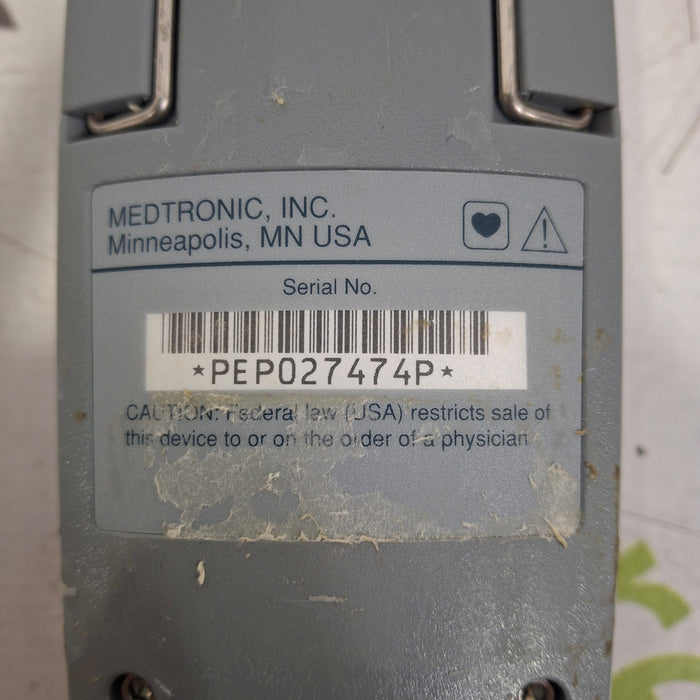 MEDTRONIC, INC.
Minneapolis, MN USA
Serial No.
*PEP027474P*
CAUTION: Federal law (USA) restricts sale of
this device to or on the order of a physician